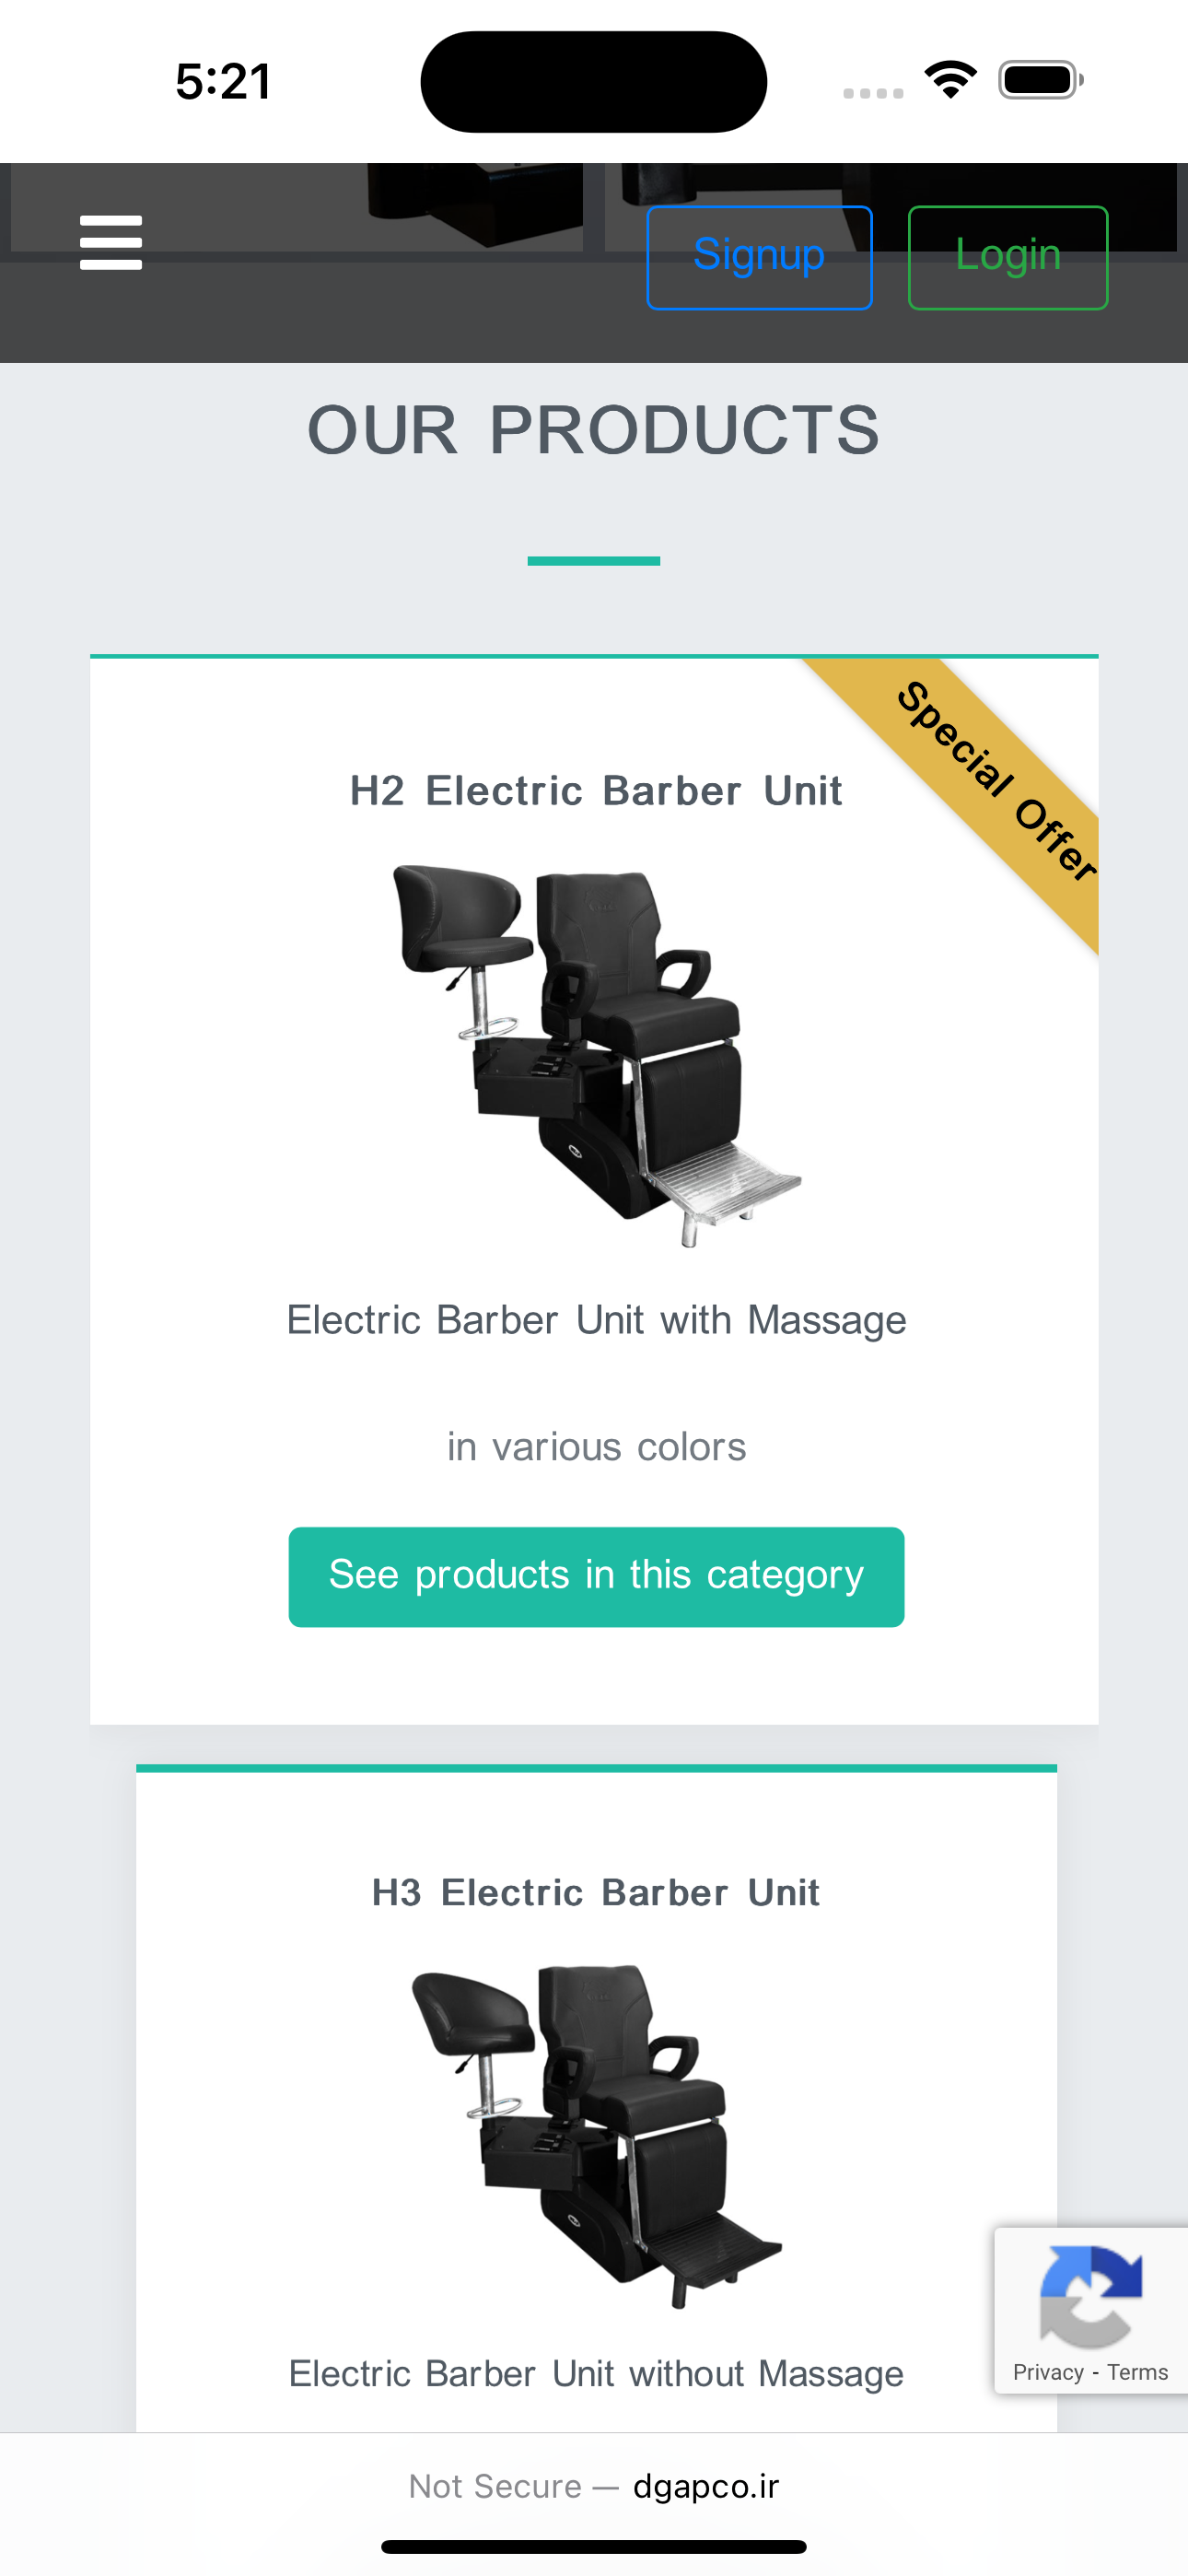 5:21
Signup
Login
OUR PRODUCTS
Special Offer
H2 Electric Barber Unit
Electric Barber Unit with Massage
in various colors
See products in this category
H3 Electric Barber Unit
Electric Barber Unit without Massage
Privacy - Terms
Not Secure — dgapco.ir